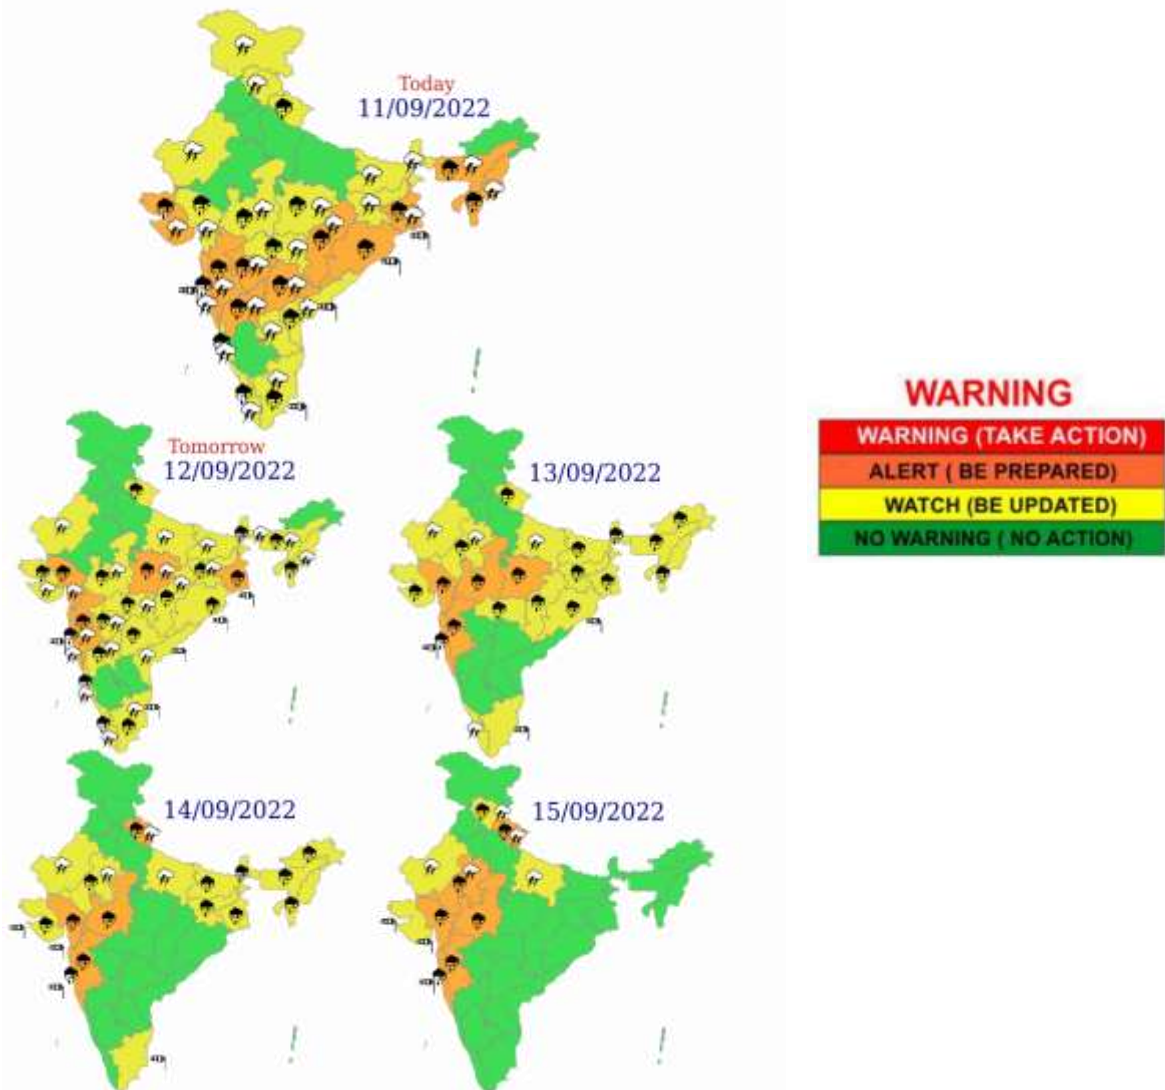 Today
11/09/2022
Tomorrow
12/09/2022
13/09/2022
14/09/2022
15/09/2022
WARNING
WARNING (TAKE ACTION)
ALERT ( BE PREPARED)
WATCH (BE UPDATED)
NO WARNING ( NO ACTION)